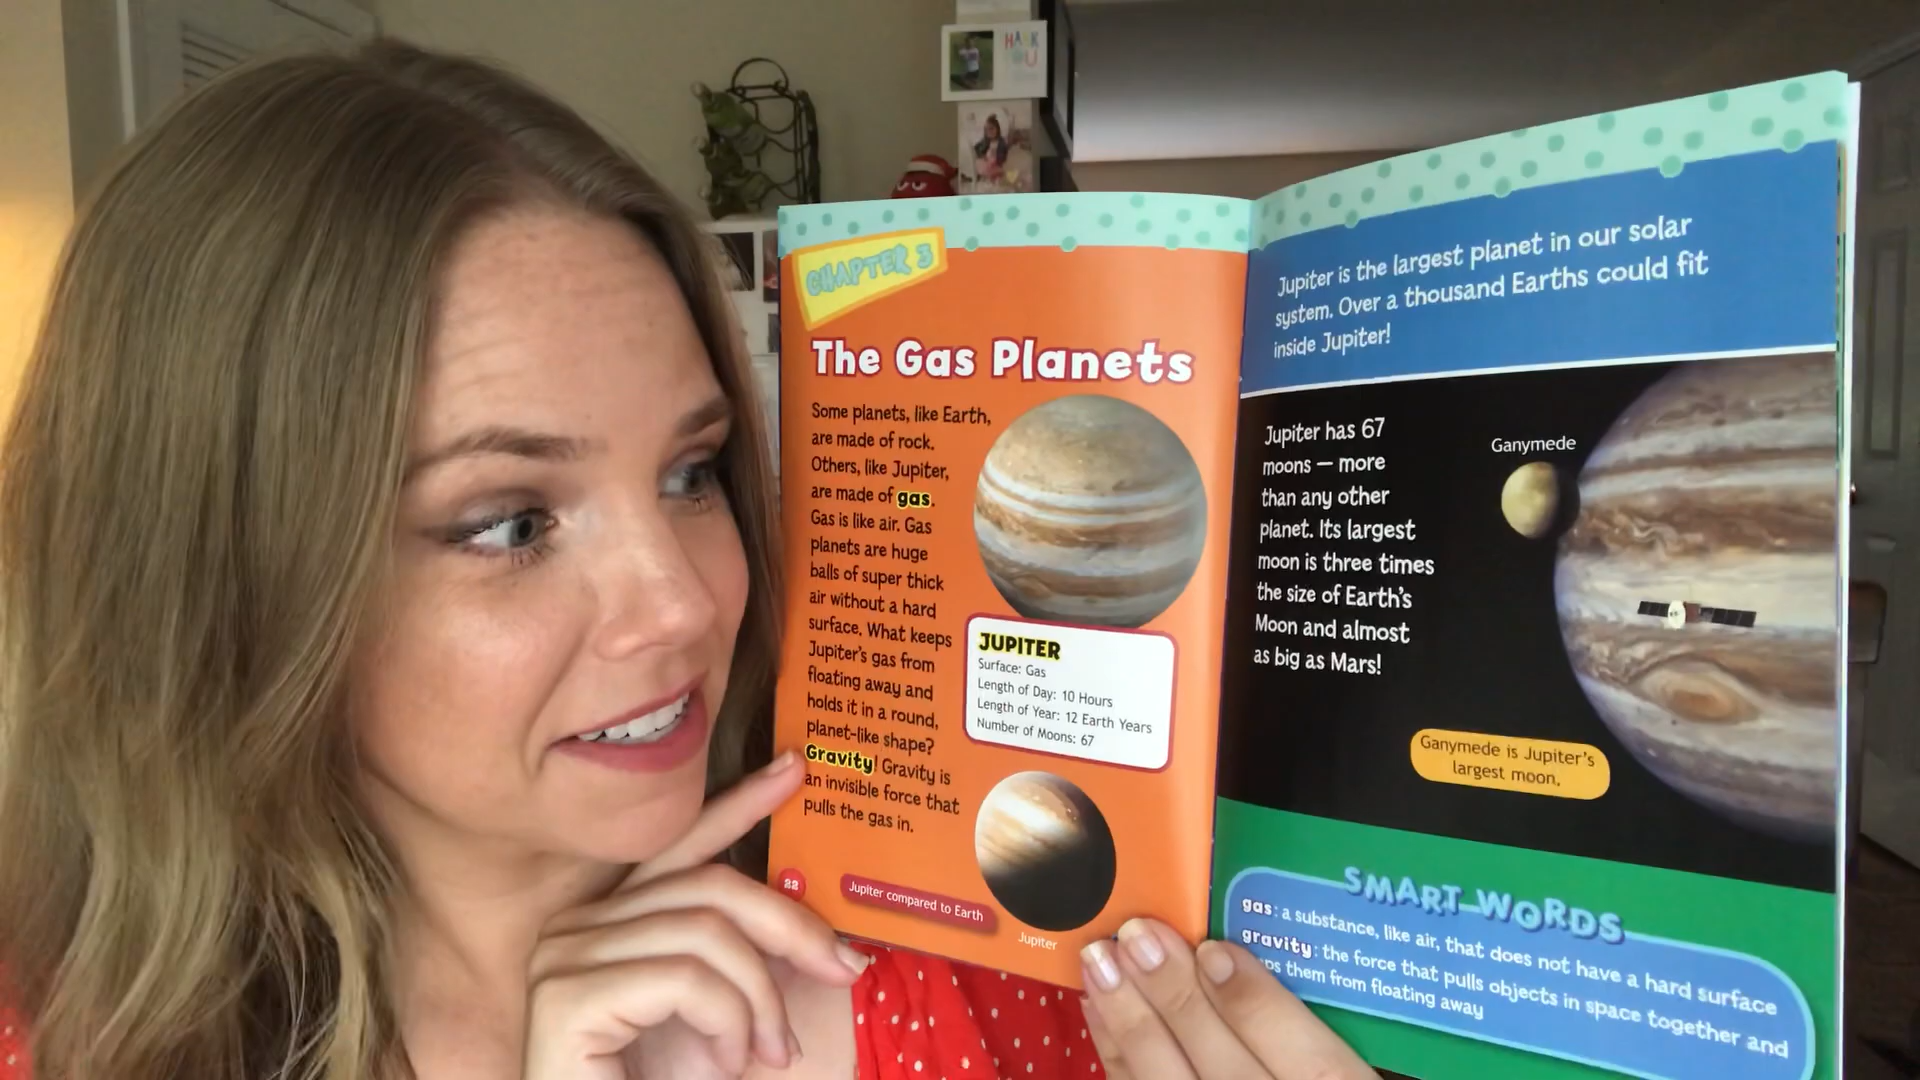 HANK
U
CHAPTER 3
The Gas Planets
Some planets, like Earth,
are made of rock.
Others, like Jupiter,
are made of gas.
Gas is like air. Gas
planets are huge
balls of super thick
air without a hard
surface. What keeps
Jupiter's gas from
floating away and
holds it in a round,
planet-like shape?
Gravity! Gravity is
an invisible force that
pulls the gas in.
JUPITER
Surface: Gas
Length of Day: 10 Hours
Length of Year: 12 Earth Years
Number of Moons: 67
22
Jupiter compared to Earth
Jupiter
Jupiter is the largest planet in our solar
system. Over a thousand Earths could fit
inside Jupiter!
Jupiter has 67
moons — more
than any other
planet. Its largest
moon is three times
the size of Earth's
Moon and almost
as big as Mars!
Ganymede
Ganymede is Jupiter's
largest moon.
SMART WORDS
gas: a substance, like air, that does not have a hard surface
gravity: the force that pulls objects in space together and
ps them from floating away